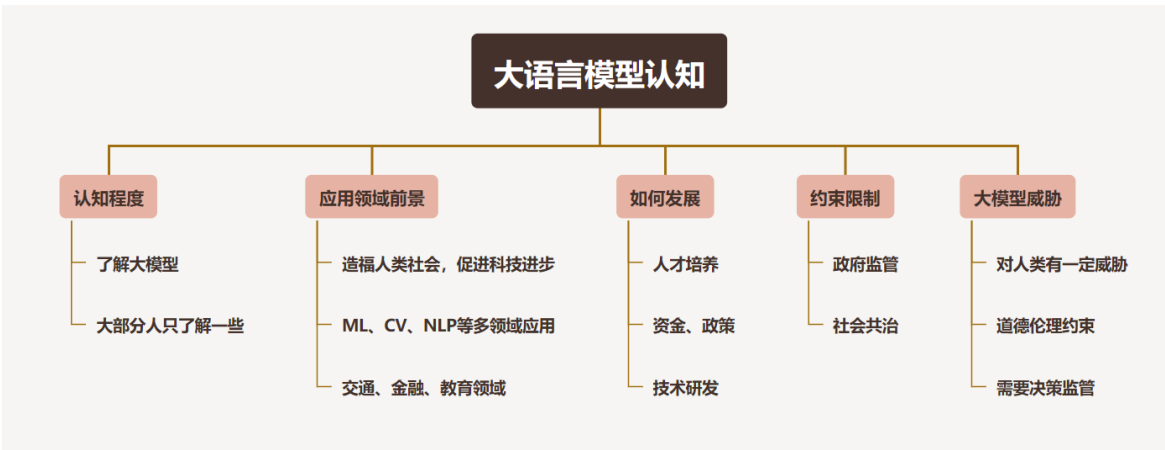 大语言模型认知
认知程度
应用领域前景
如何发展
约束限制
大模型威胁
了解大模型
造福人类社会，促进科技进步
人才培养
政府监管
对人类有一定威胁
大部分人只了解一些
ML、CV、NLP等多领域应用
资金、政策
社会共治
道德伦理约束
交通、金融、教育领域
技术研发
需要决策监管